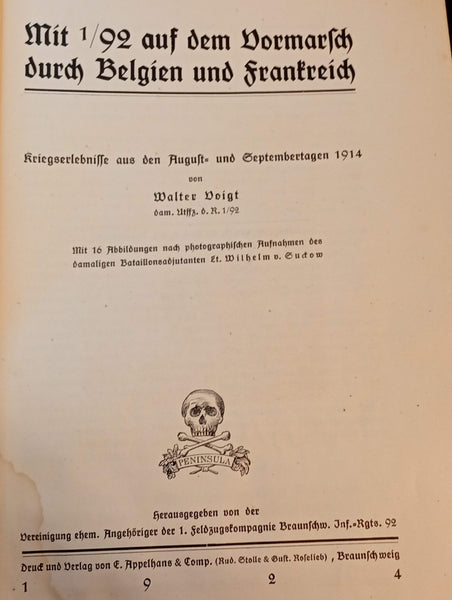 Mit 1/92 auf dem Vormarsch
durch Belgien und Frankreich
Kriegserlebnisse aus den August- und Septembertagen 1914
von
Walter Voigt
dam. Utffz. d. R. 1/92
Mit 16 Abbildungen nach photographischen Aufnahmen des
damaligen Bataillonsadjutanten Lt. Wilhelm v. Suckow
PENINSULA
Herausgegeben von der
Vereinigung ehem. Angehöriger der 1. Feldzugskompagnie Braunschw. Inf.-Rgts. 92
Druck und Verlag von E. Appelhans & Comp. (Rud. Stolle & Gust. Roselieb), Braunschweig
1 9 2 4